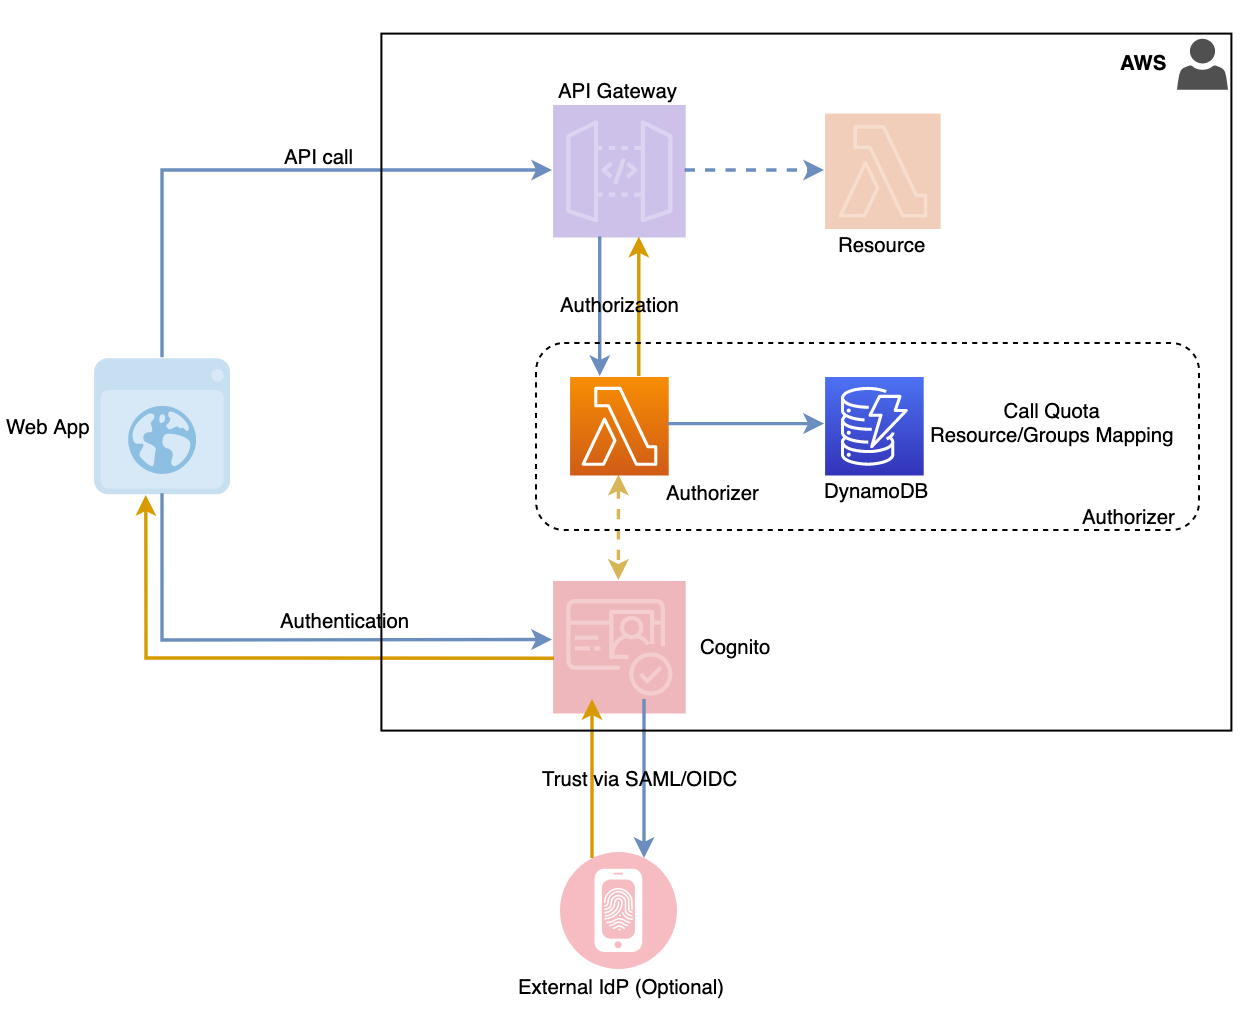 AWS
API Gateway
API call
</>
Resource
Authorization
Call Quota
Resource/Groups Mapping
Web App
Authorizer
DynamoDB
Authorizer
Authentication
Cognito
Trust via SAML/OIDC
External IdP (Optional)